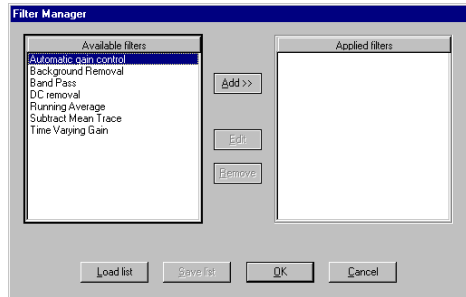 Filter Manager
Available filters
Automatic gain control
Background Removal
Band Pass
DC removal
Running Average
Subtract Mean Trace
Time Varying Gain
Add >>
Edit
Remove
Applied filters
Load list
Save list
OK
Cancel